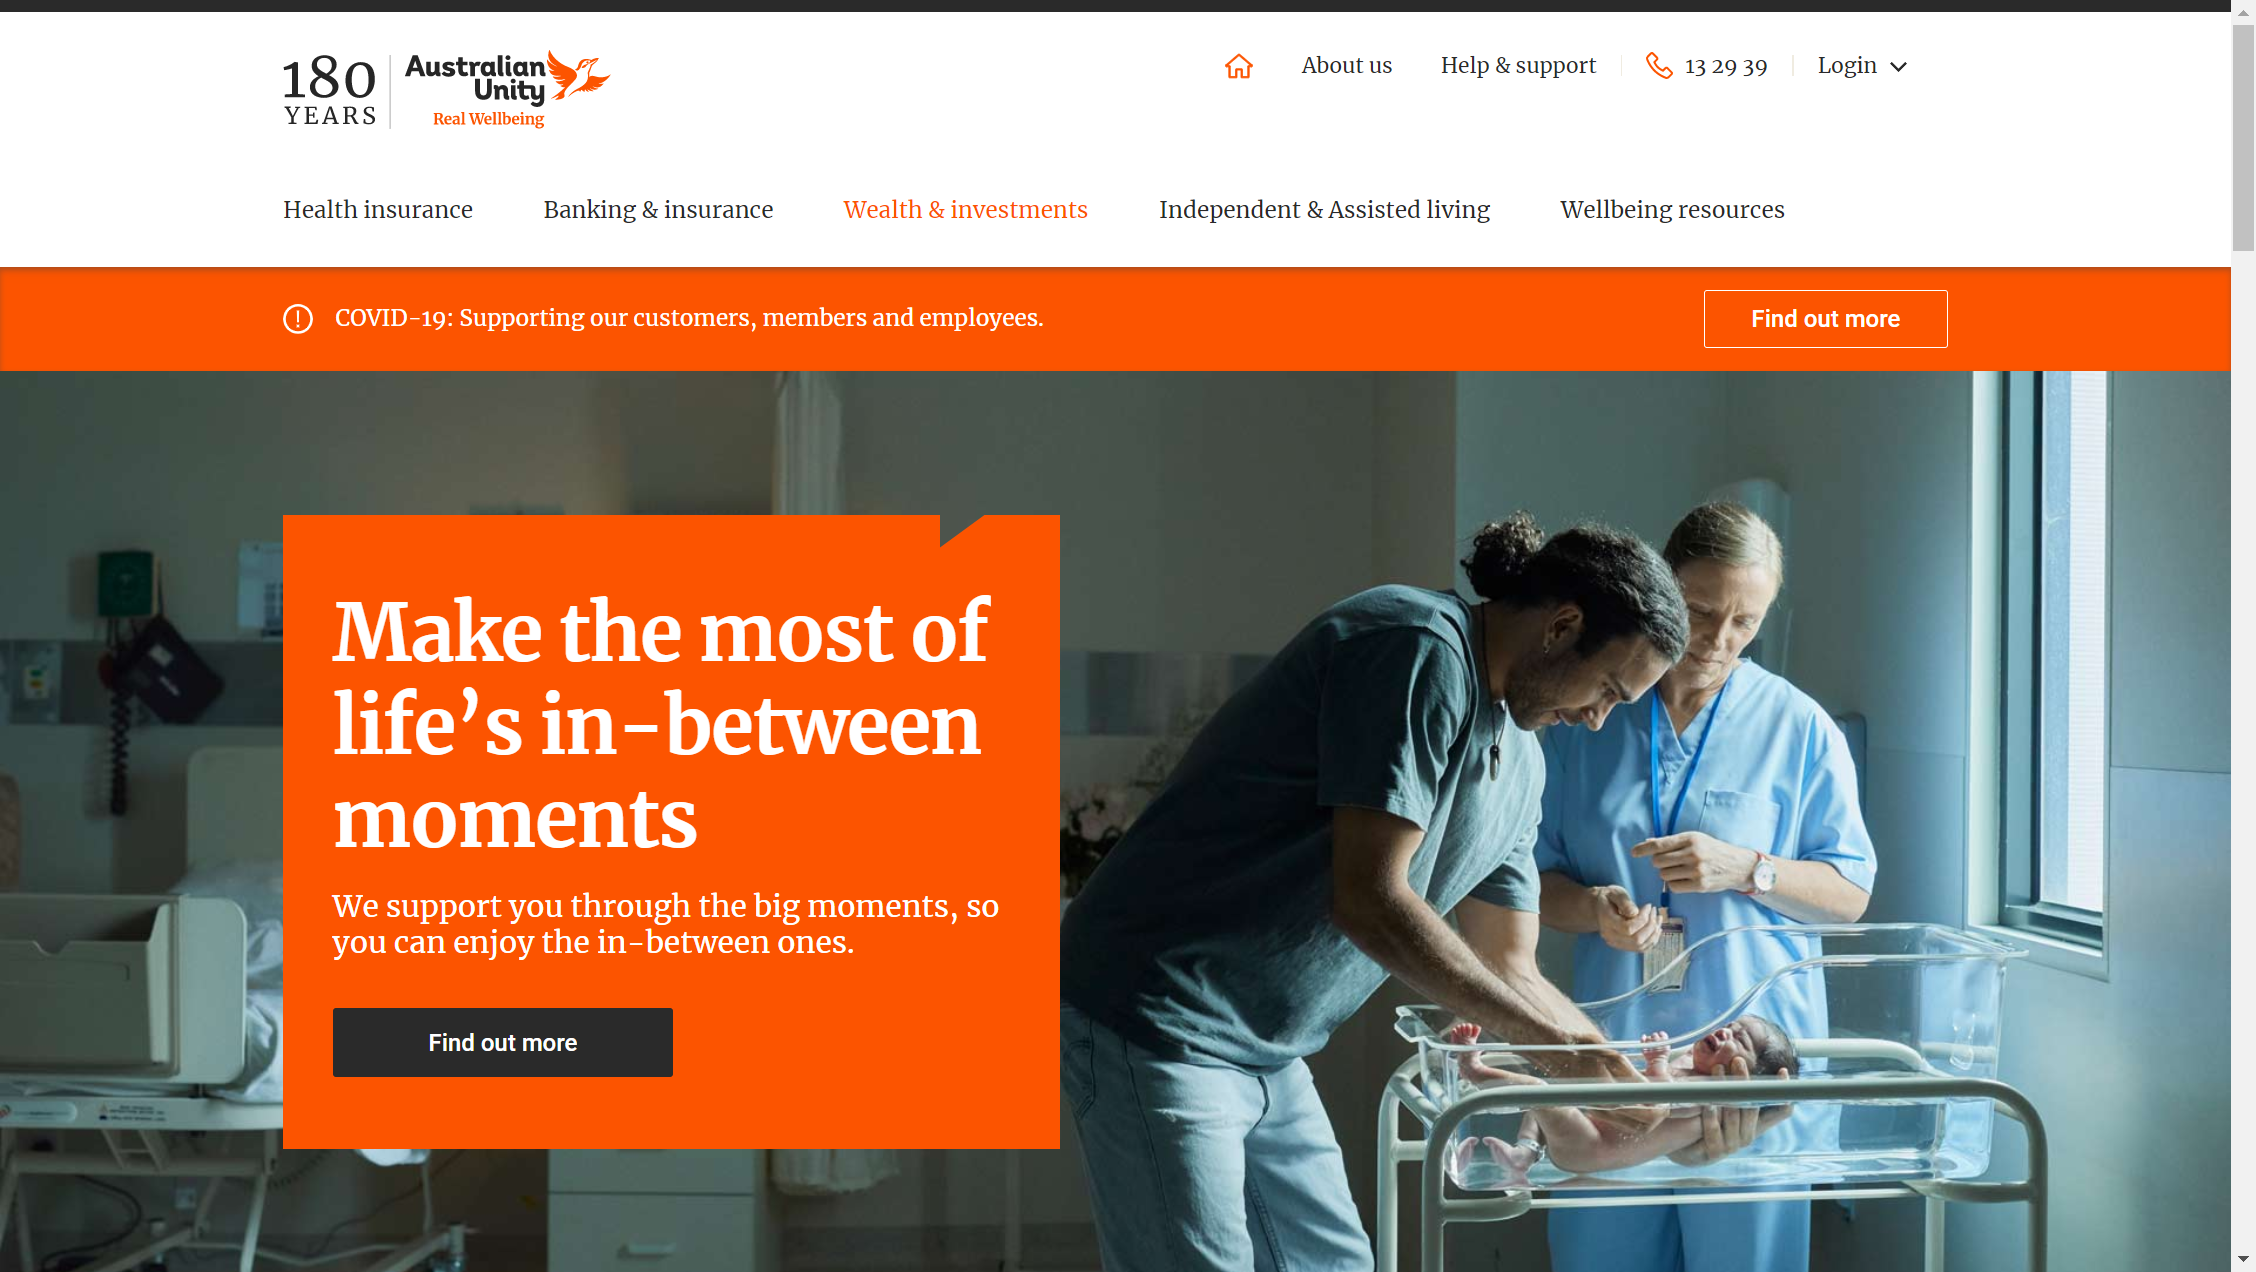 180
YEARS
Australian
Unity
Real Wellbeing
About us
Help & support
13 29 39
Login
Health insurance
Banking & insurance
Wealth & investments
Independent & Assisted living
Wellbeing resources
COVID-19: Supporting our customers, members and employees.
Find out more
Make the most of
life’s in-between
moments
We support you through the big moments, so
you can enjoy the in-between ones.
Find out more